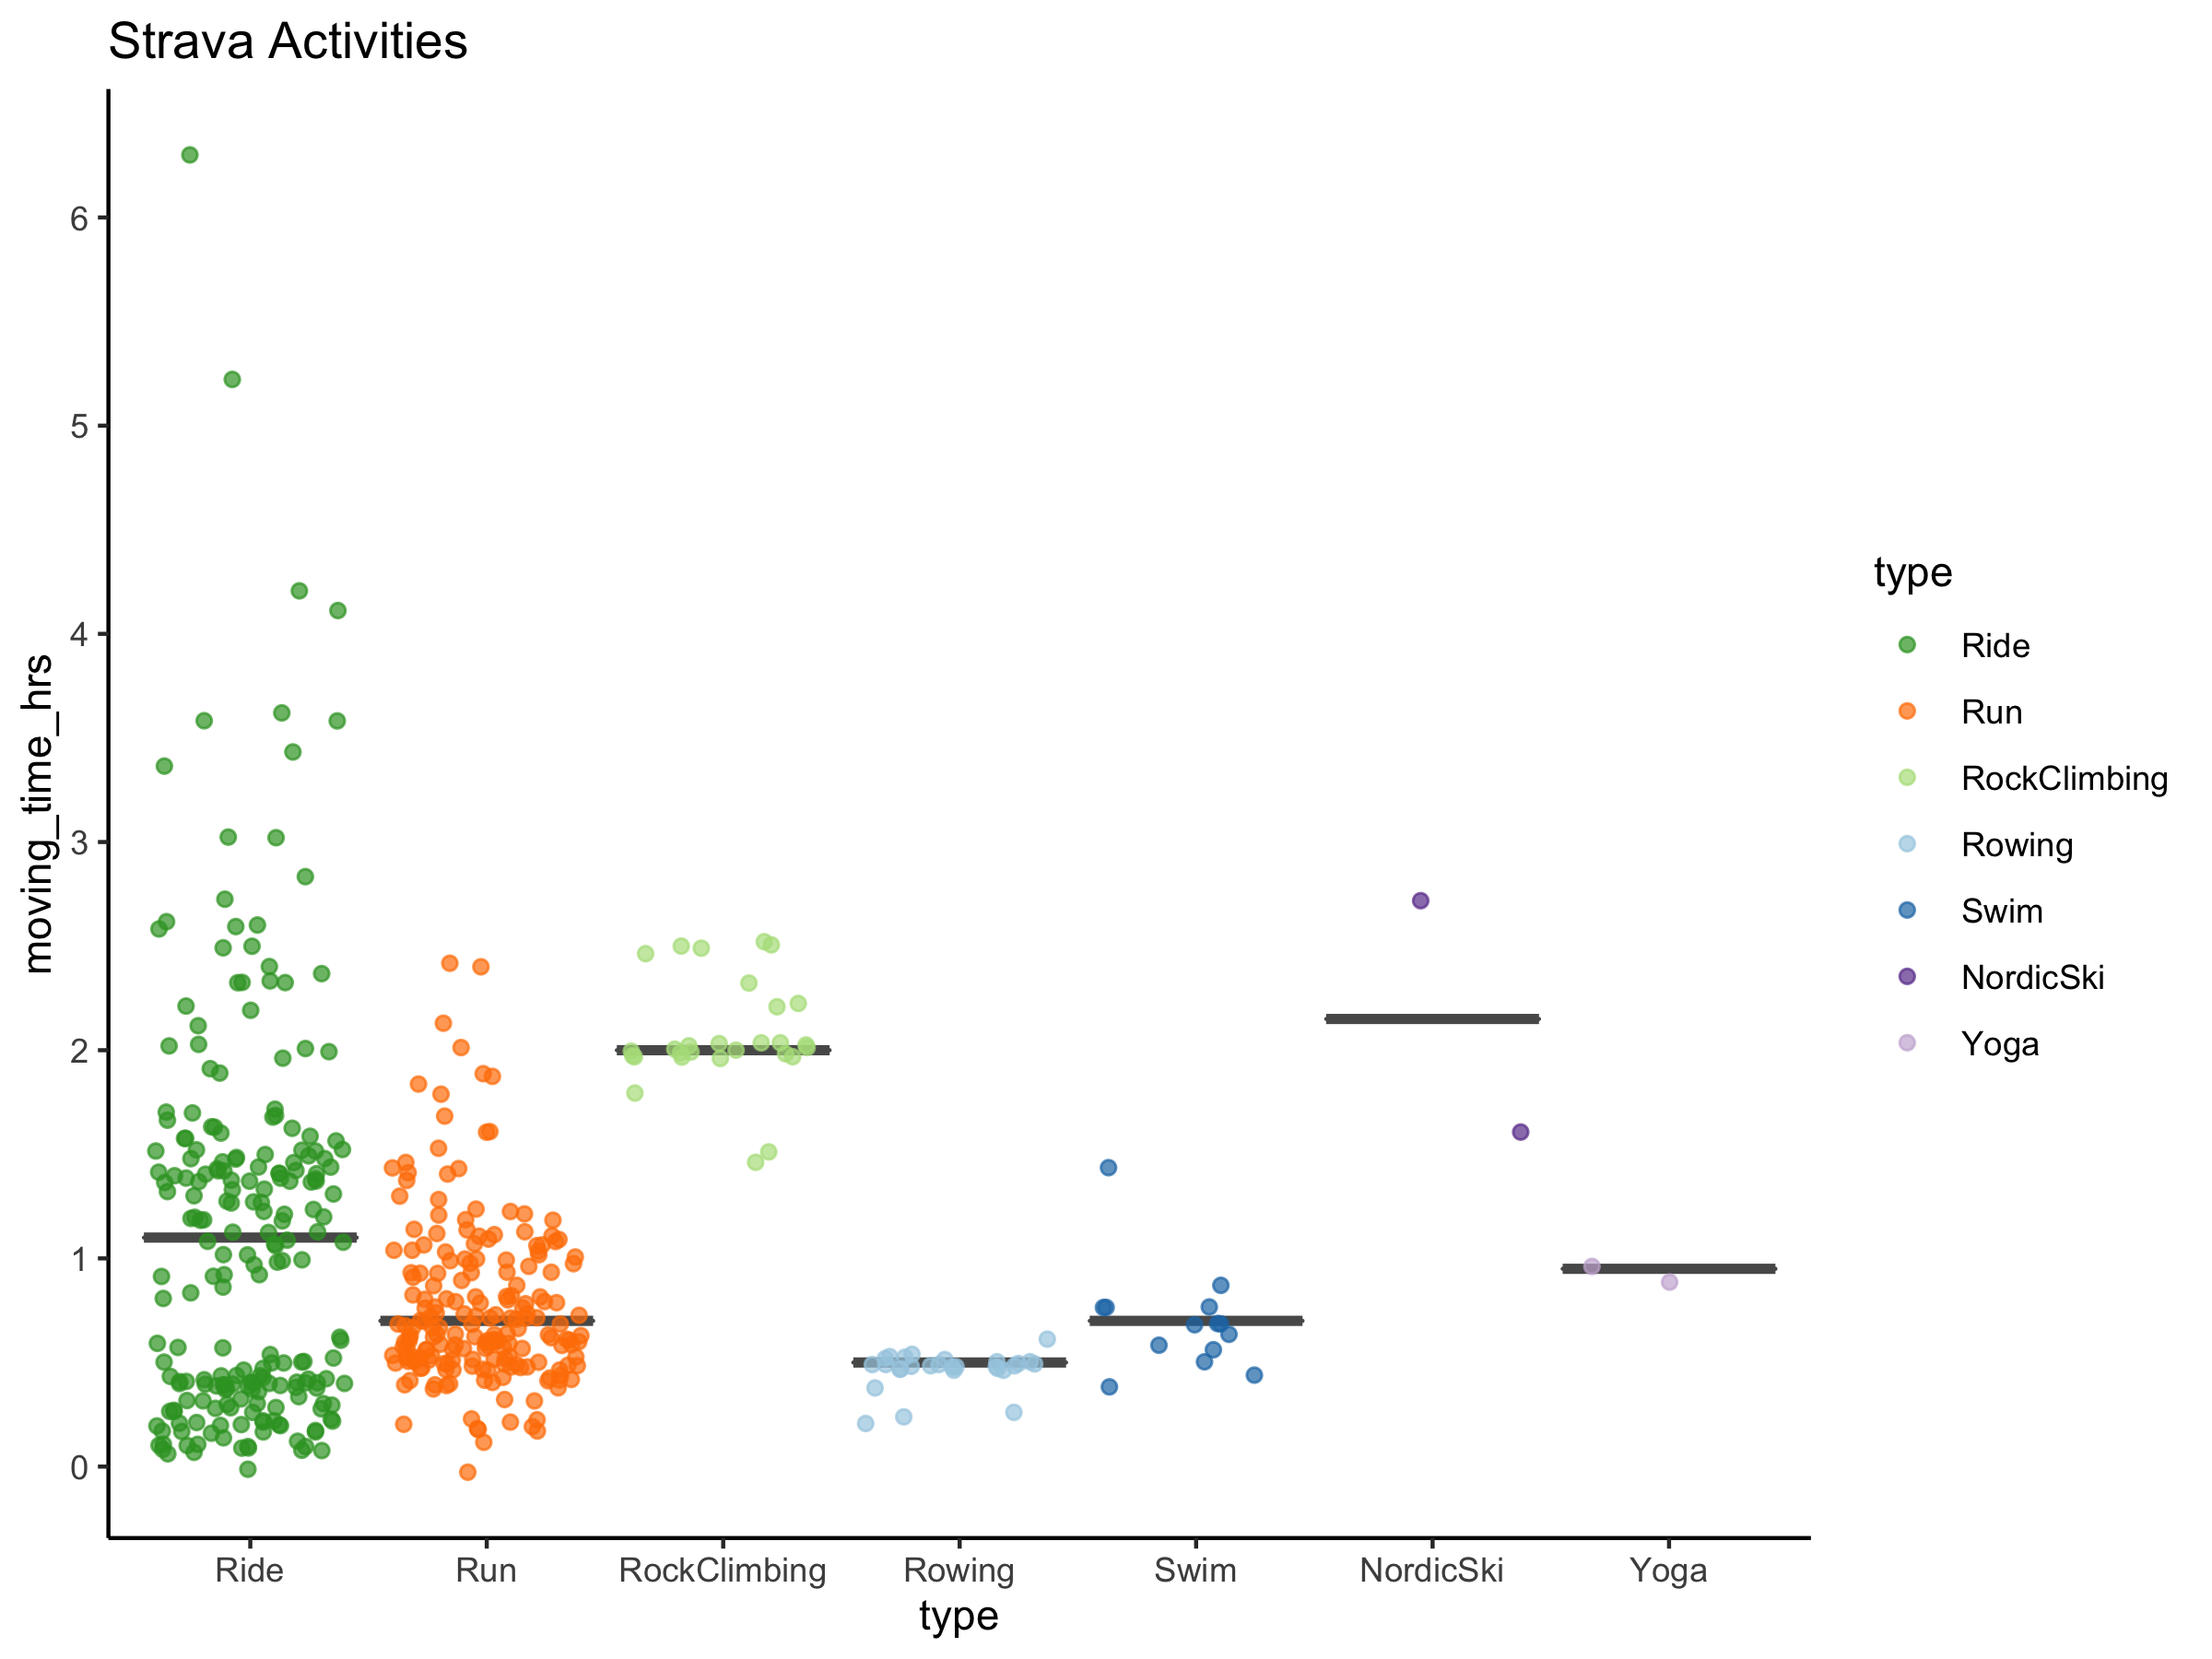 Strava Activities
moving_time_hrs
6
5
4
3
2
1
0
Ride
Run
RockClimbing
Rowing
Swim
NordicSki
Yoga
type
type
Ride
Run
RockClimbing
Rowing
Swim
NordicSki
Yoga